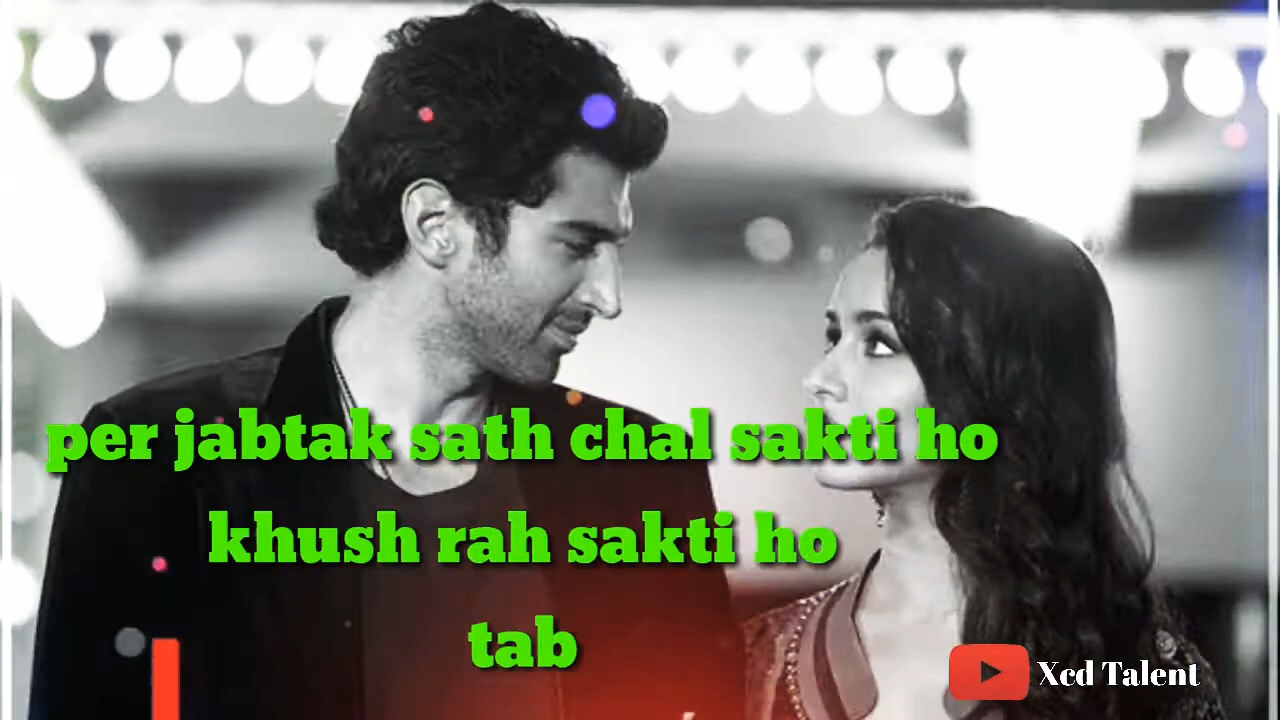 per jabtak sath chal sakti ho
khush rah sakti ho
tab
Xcd Talent